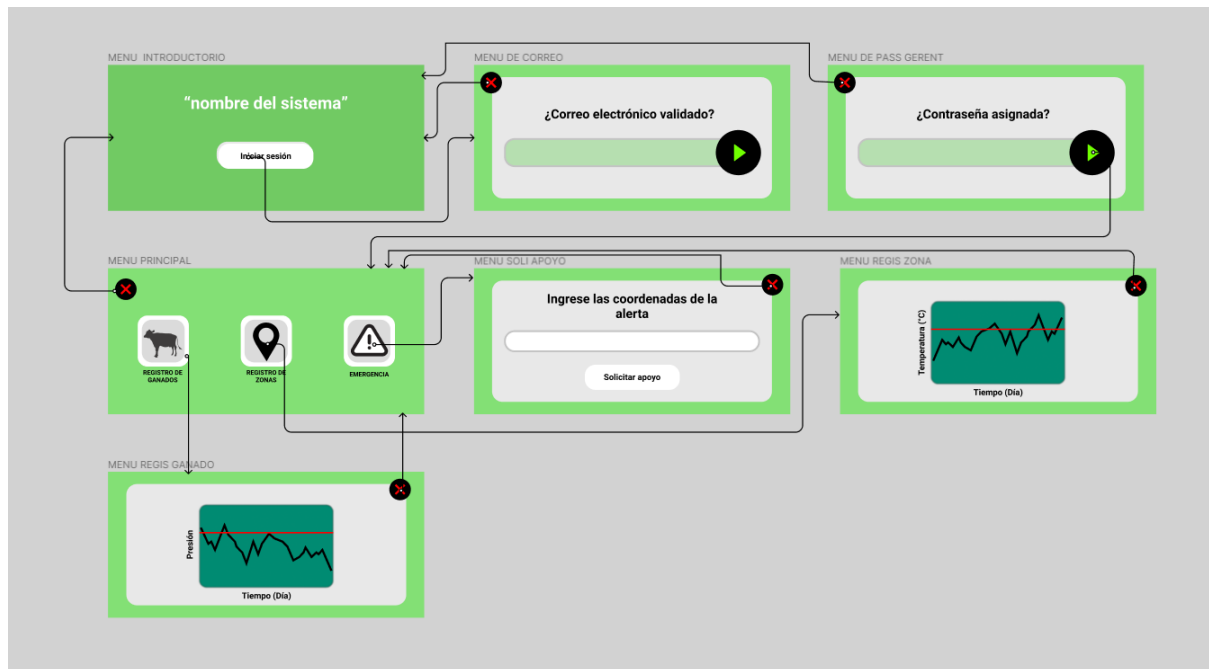 MENU INTRODUCTORIO
“nombre del sistema”
Iniciar sesión
MENU DE CORREO
¿Correo electrónico validado?
MENU DE PASS GERENT
¿Contraseña asignada?
MENU PRINCIPAL
REGISTRO DE
GANADOS
REGISTRO DE
ZONAS
EMERGENCIA
MENU SOLI APOYO
Ingrese las coordenadas de la
alerta
Solicitar apoyo
MENU REGIS ZONA
Temperatura (°C)
Tiempo (Día)
MENU REGIS GANADO
Presión
Tiempo (Día)